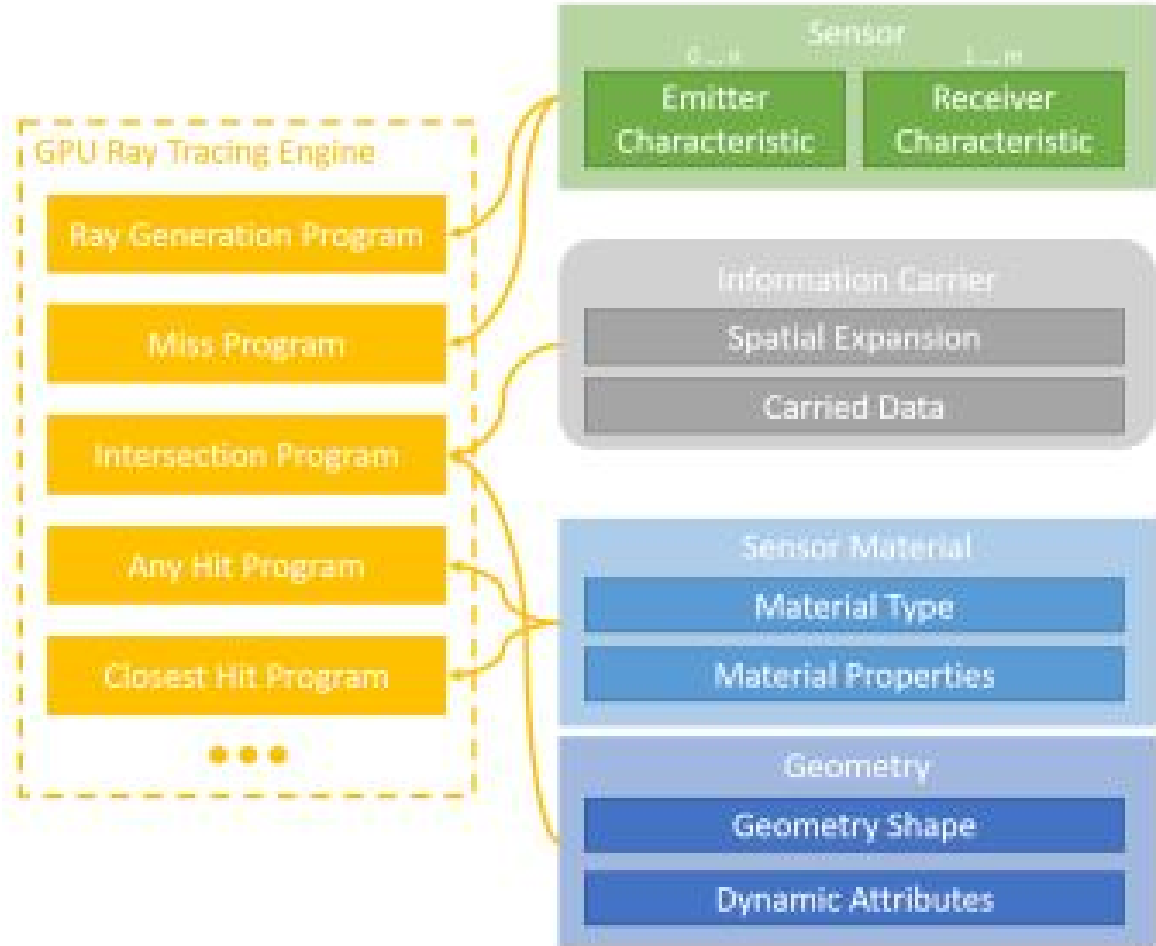 GPU Ray Tracing Engine
Ray Generation Program
Miss Program
Intersection Program
Any Hit Program
Closest Hit Program
Sensor
0 ... n
1 ... m
Emitter
Characteristic
Receiver
Characteristic
Information Carrier
Spatial Expansion
Carried Data
Sensor Material
Material Type
Material Properties
Geometry
Geometry Shape
Dynamic Attributes